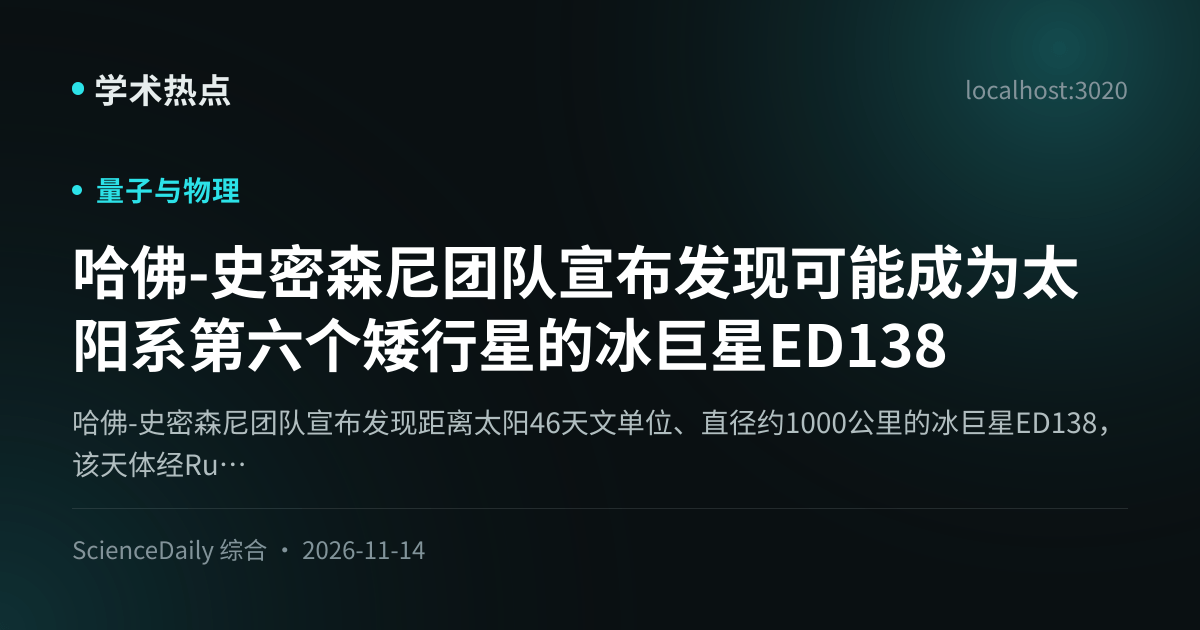 学术热点
localhost:3020
量子与物理
哈佛-史密森尼团队宣布发现可能成为太
阳系第六个矮行星的冰巨星ED138
哈佛-史密森尼团队宣布发现距离太阳46天文单位、直径约1000公里的冰巨星ED138，
该天体经Ru…
ScienceDaily 综合 · 2026-11-14